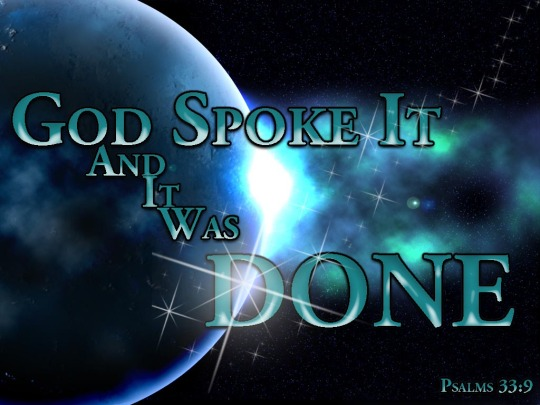 God Spoke It
And
It
Was
DONE
Psalms 33:9